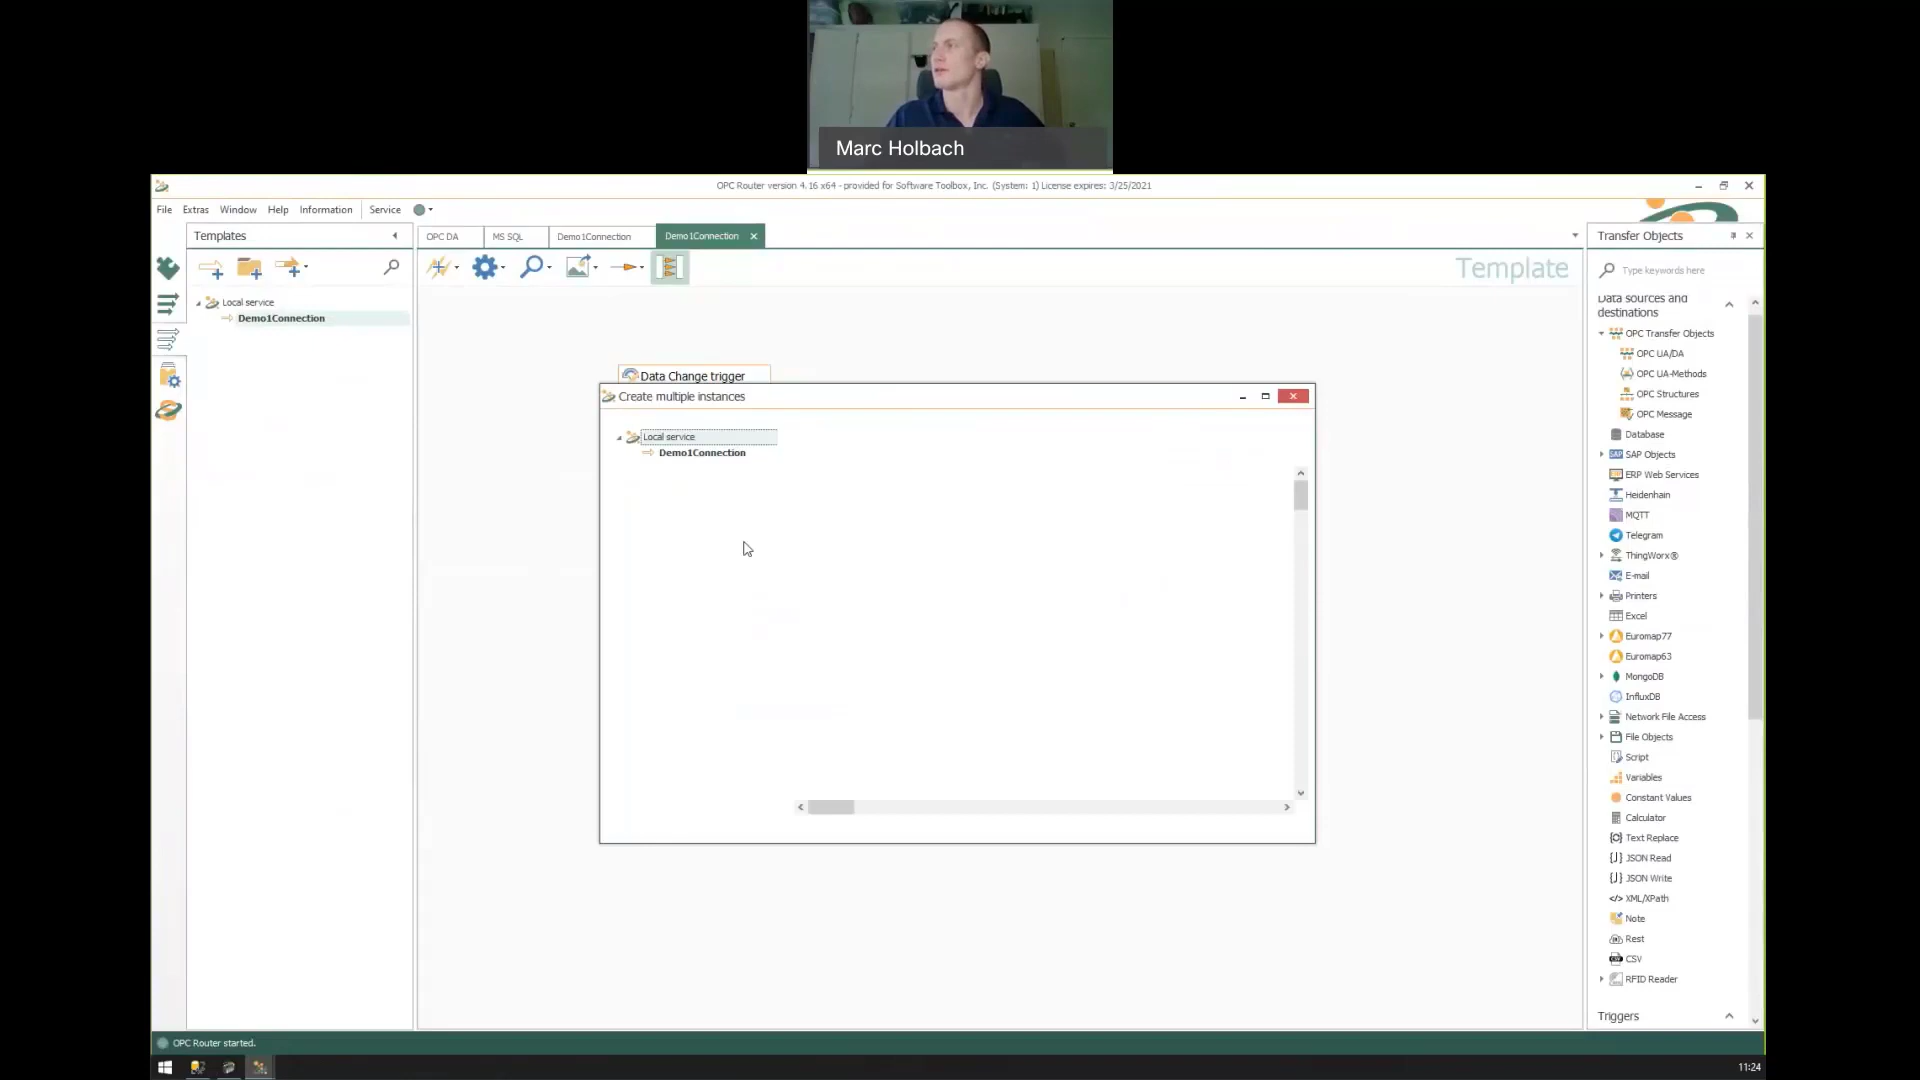 Marc Holbach
OPC Router version 4.16 x64 - provided for Software Toolbox, Inc. (System: 1) License expires: 3/25/2021
File Extras Window Help Information Service
Templates
OPC DA MS SQL Demo1Connection Demo1Connection
Transfer Objects
Template
Type keywords here
Local service
Demo1Connection
Data sources and
destinations
OPC Transfer Objects
OPC UA/DA
OPC UA-Methods
OPC Structures
OPC Message
Database
SAP Objects
ERP Web Services
Heidenhain
MQTT
Telegram
ThingWorx®
E-mail
Printers
Excel
Euromap77
Euromap63
MongoDB
InfluxDB
Network File Access
File Objects
Script
Variables
Constant Values
Calculator
Text Replace
JSON Read
JSON Write
XML/XPath
Note
Rest
CSV
RFID Reader
Triggers
Data Change trigger
Create multiple instances
Local service
Demo1Connection
OPC Router started.
11:24